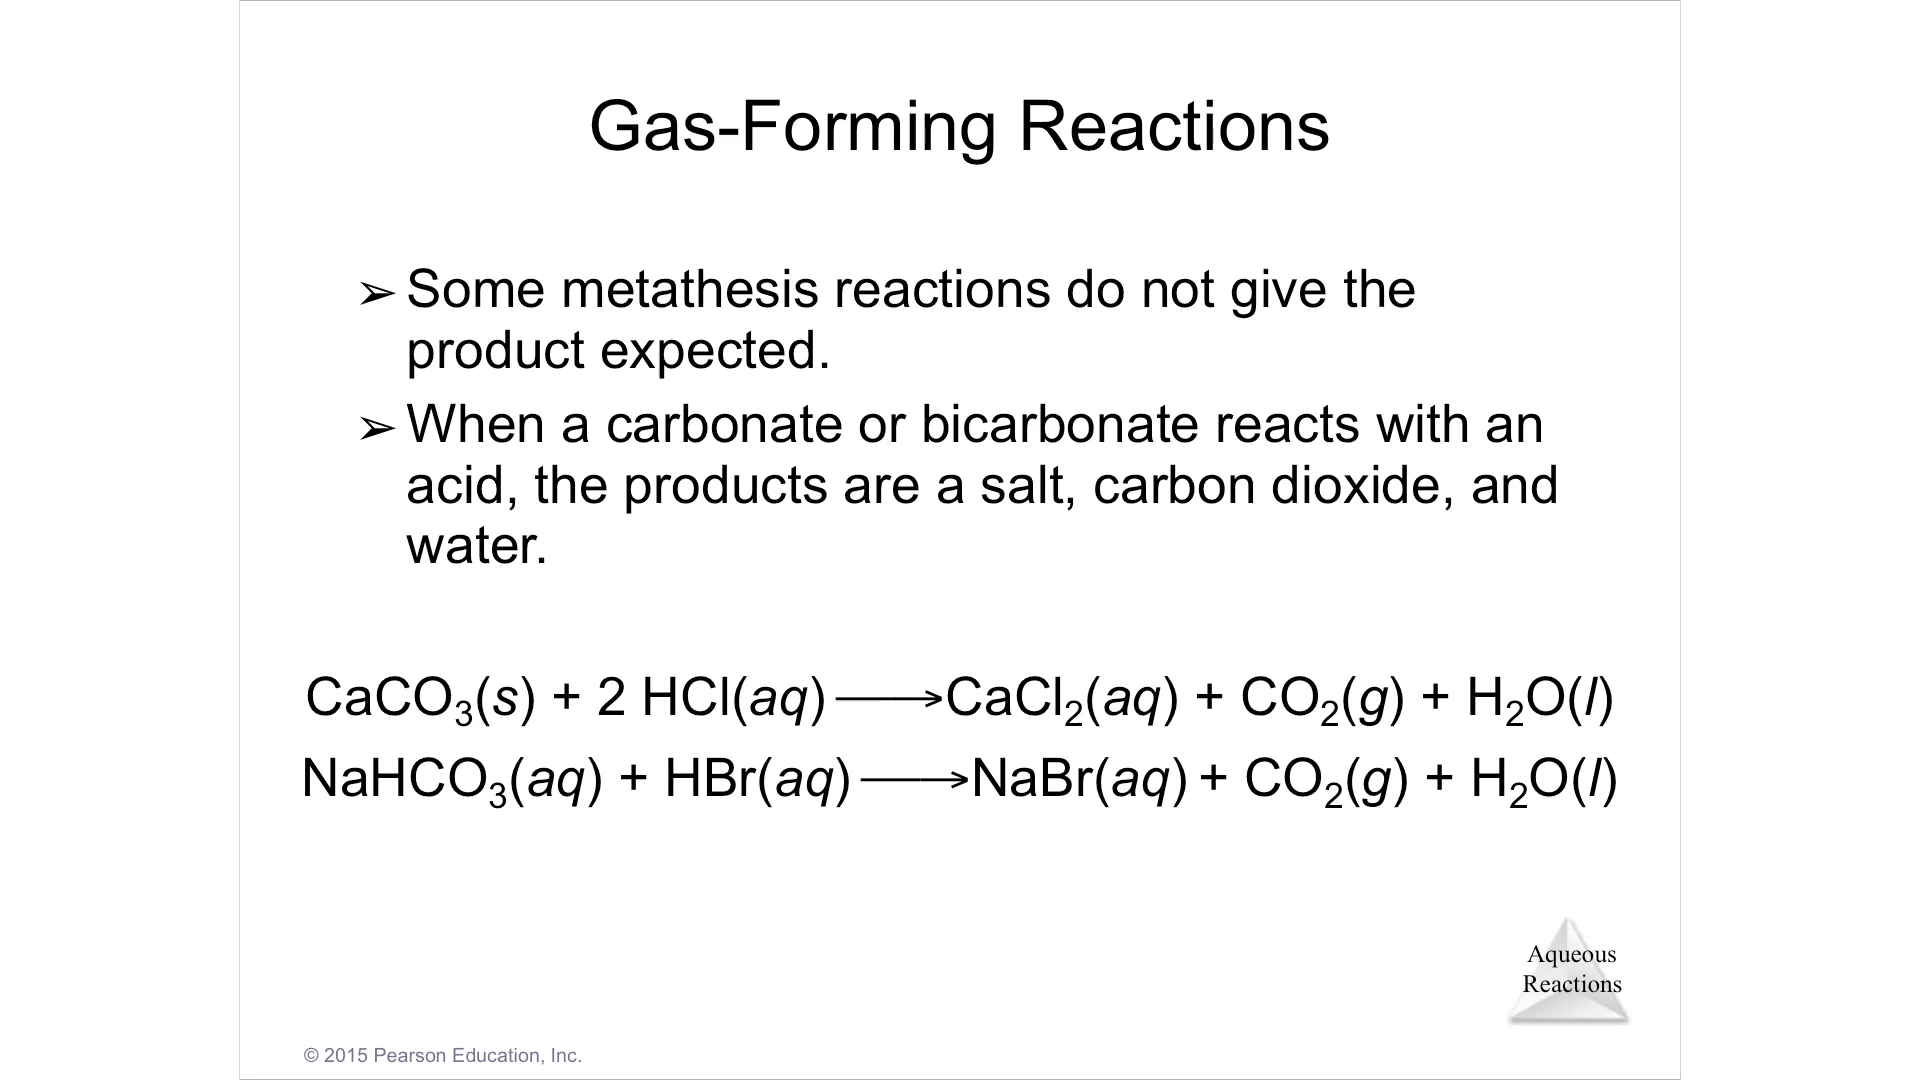 Gas-Forming Reactions
➢ Some metathesis reactions do not give the
product expected.
➢ When a carbonate or bicarbonate reacts with an
acid, the products are a salt, carbon dioxide, and
water.
CaCO₃(s) + 2 HCl(aq) ⟶ CaCl₂(aq) + CO₂(g) + H₂O(l)
NaHCO₃(aq) + HBr(aq) ⟶ NaBr(aq) + CO₂(g) + H₂O(l)
Aqueous
Reactions
© 2015 Pearson Education, Inc.